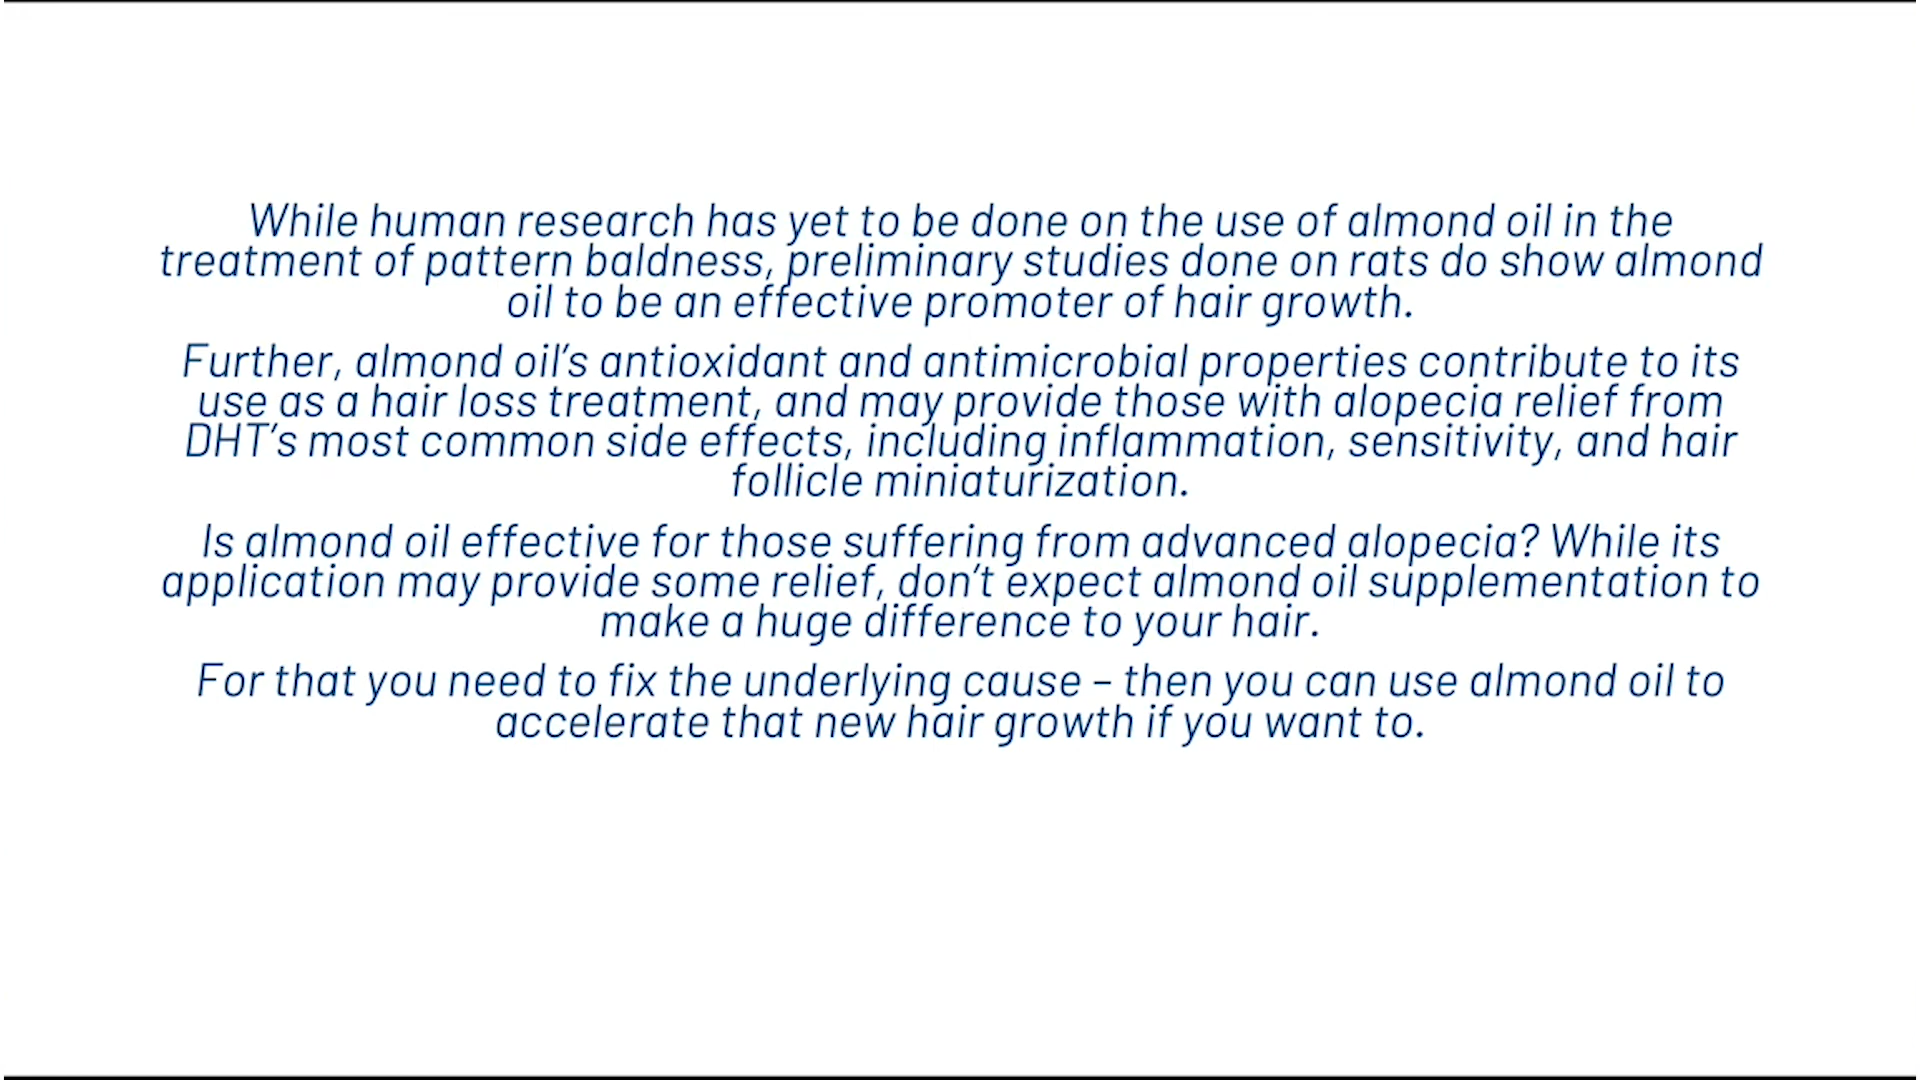 While human research has yet to be done on the use of almond oil in the
treatment of pattern baldness, preliminary studies done on rats do show almond
oil to be an effective promoter of hair growth.
Further, almond oil’s antioxidant and antimicrobial properties contribute to its
use as a hair loss treatment, and may provide those with alopecia relief from
DHT’s most common side effects, including inflammation, sensitivity, and hair
follicle miniaturization.
Is almond oil effective for those suffering from advanced alopecia? While its
application may provide some relief, don’t expect almond oil supplementation to
make a huge difference to your hair.
For that you need to fix the underlying cause – then you can use almond oil to
accelerate that new hair growth if you want to.